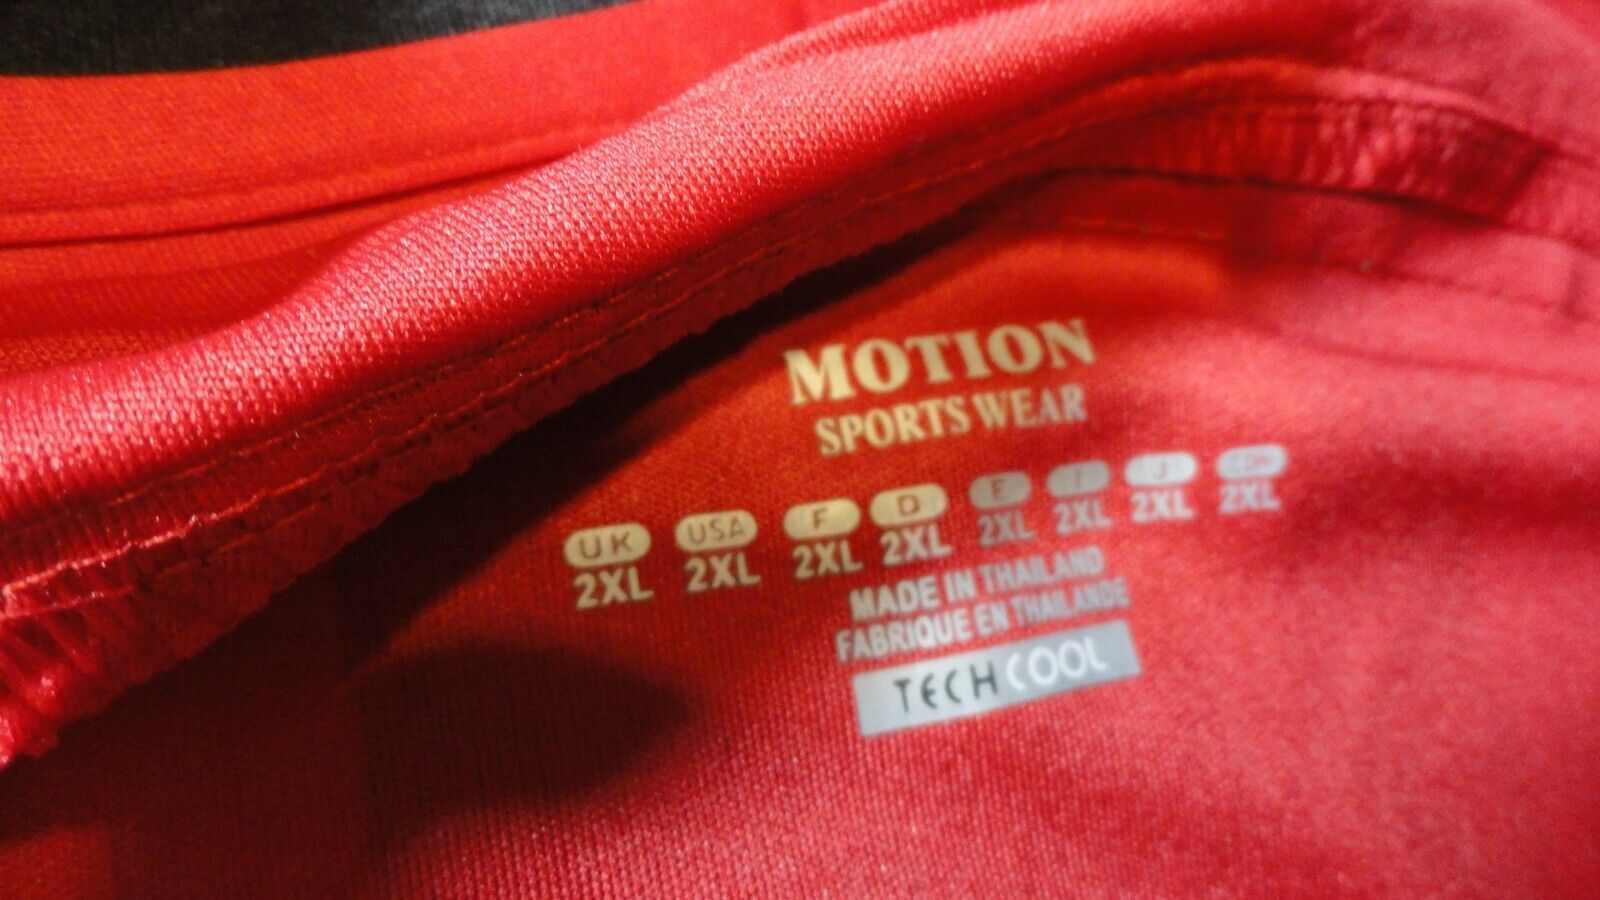 MOTION
SPORTS WEAR
UK USA F D E I J
2XL 2XL 2XL 2XL 2XL 2XL 2XL 2XL
MADE IN THAILAND
FABRIQUE EN THAILANDE
TECH COOL